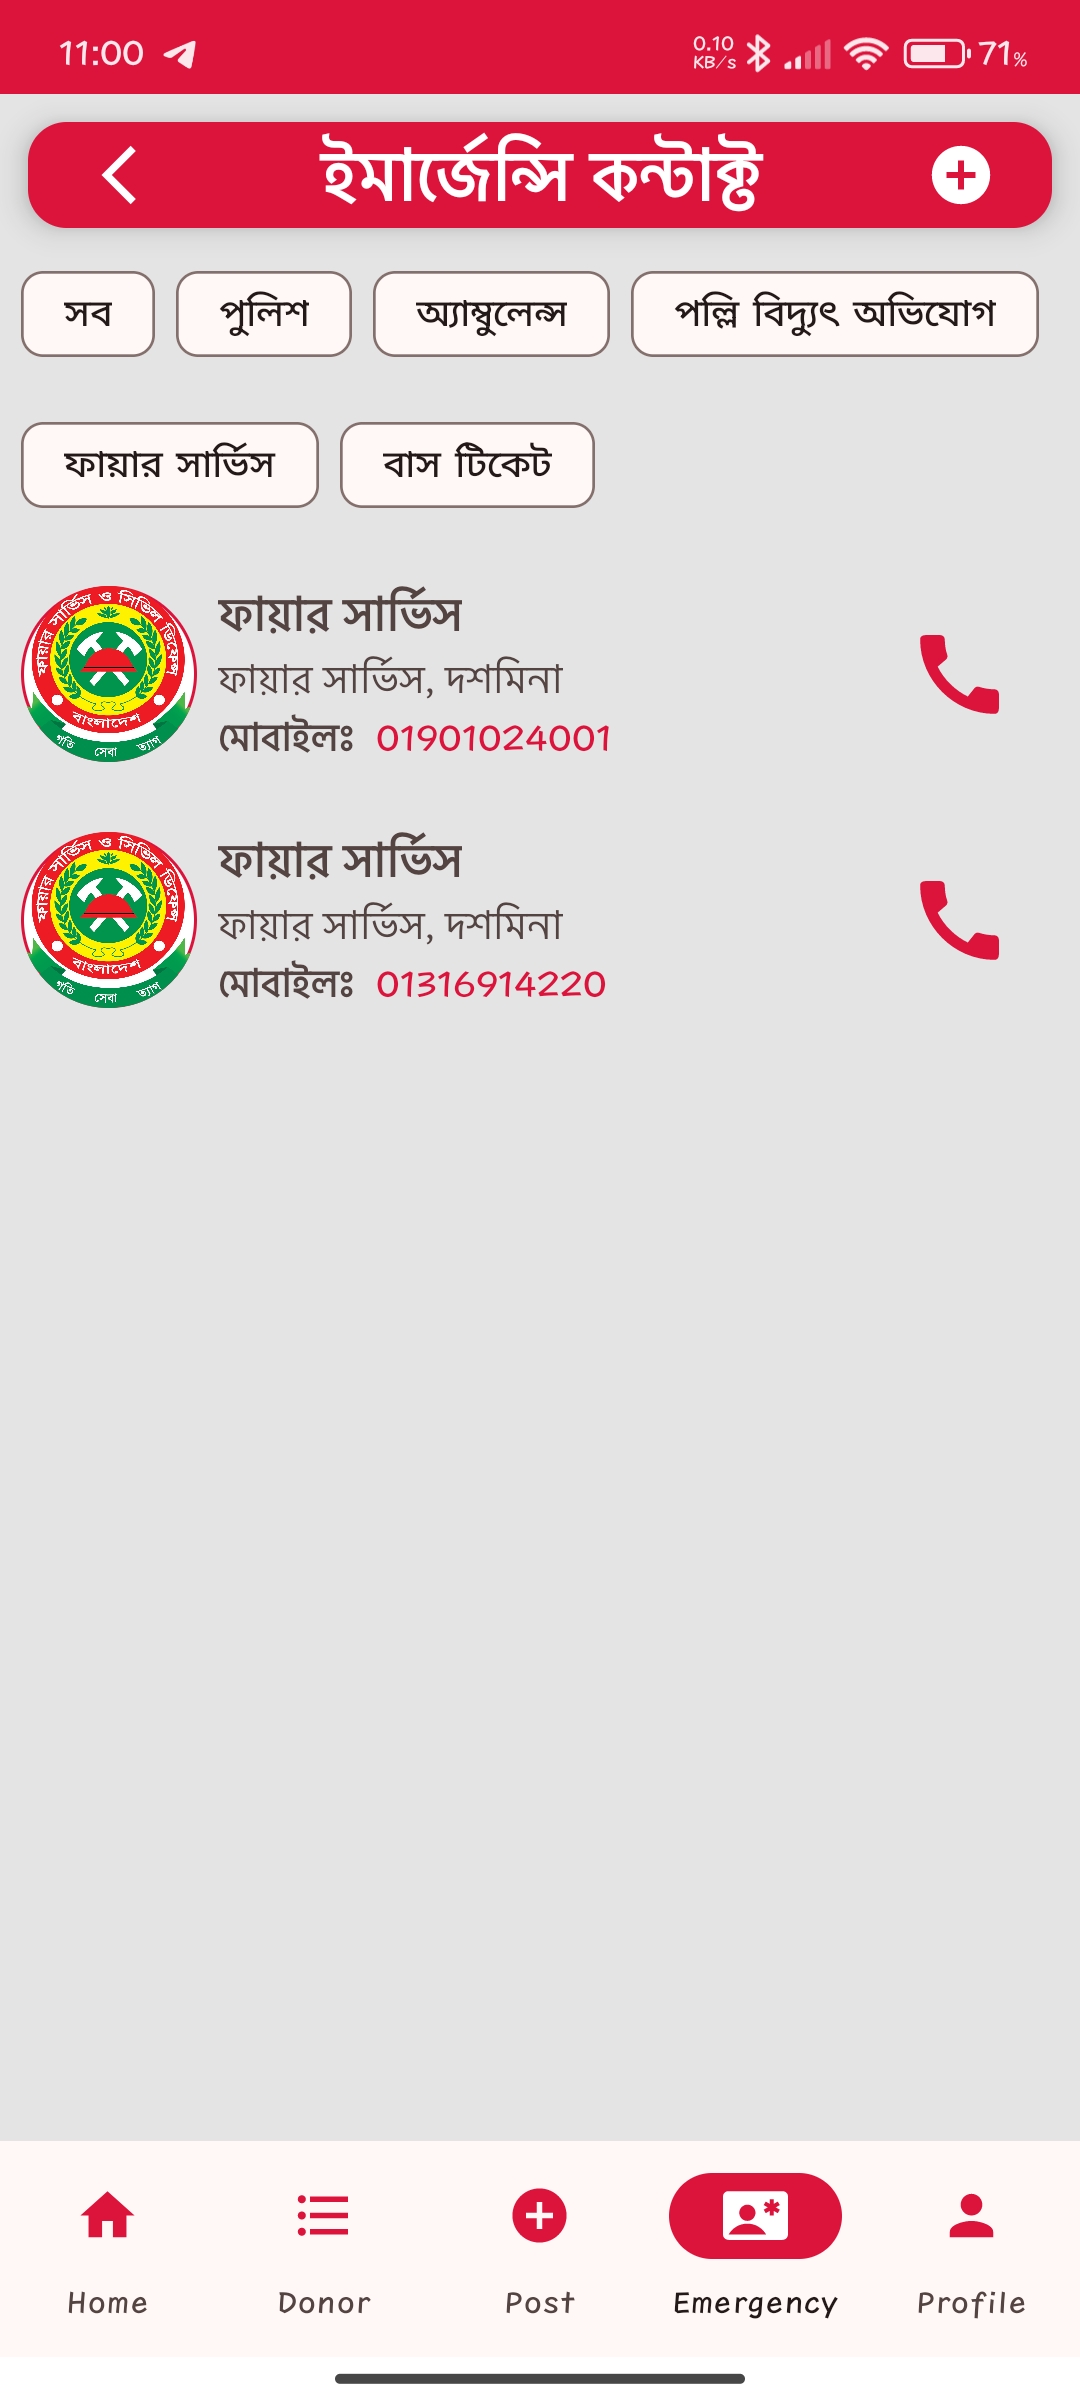 11:00 0.10 KB/s 71%
ইমার্জেন্সি কন্টাক্ট
সব পুলিশ অ্যাম্বুলেন্স পল্লি বিদ্যুৎ অভিযোগ
ফায়ার সার্ভিস বাস টিকেট
ফায়ার সার্ভিস ও সিভিল ডিফেন্স
বাংলাদেশ
গতি সেবা ত্যাগ
ফায়ার সার্ভিস
ফায়ার সার্ভিস, দশমিনা
মোবাইলঃ 01901024001
ফায়ার সার্ভিস ও সিভিল ডিফেন্স
বাংলাদেশ
গতি সেবা ত্যাগ
ফায়ার সার্ভিস
ফায়ার সার্ভিস, দশমিনা
মোবাইলঃ 01316914220
Home Donor Post Emergency Profile